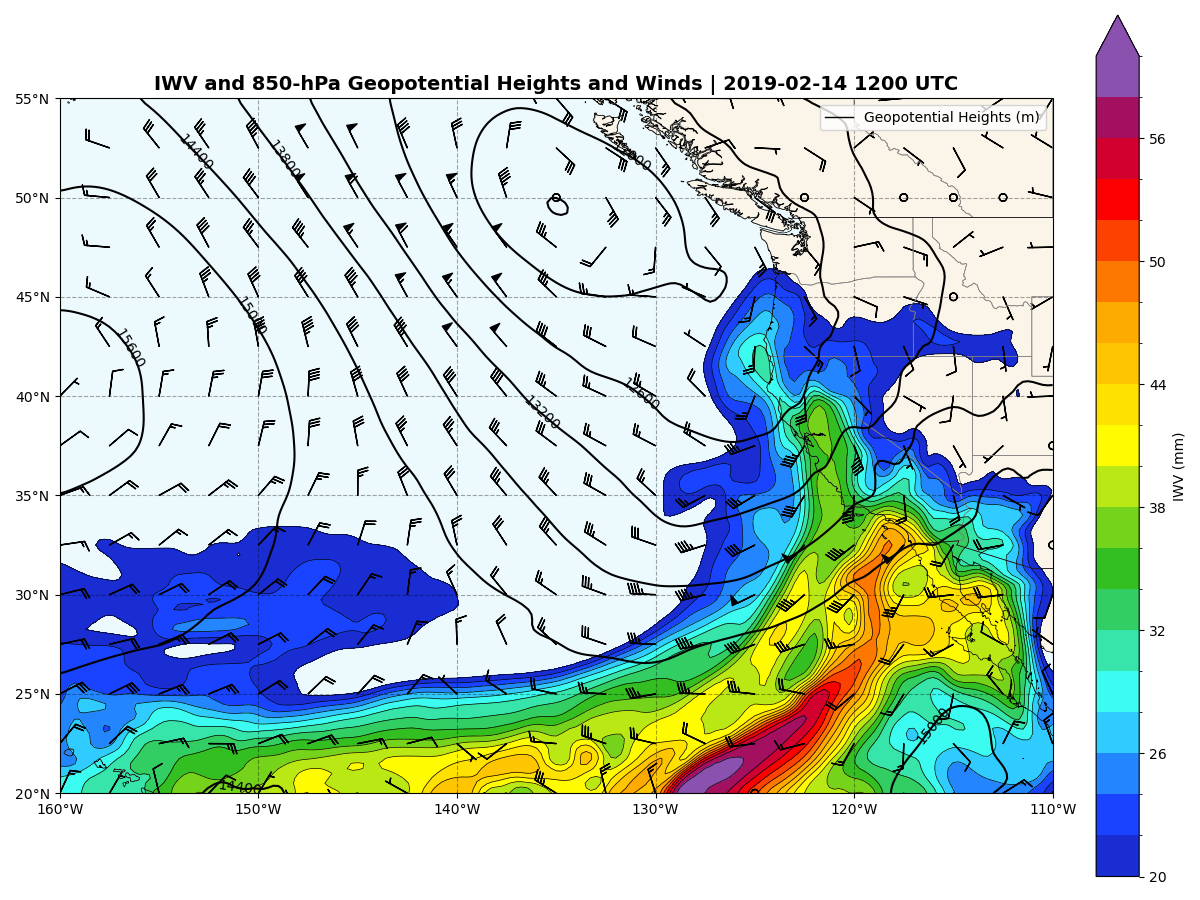 IWV and 850-hPa Geopotential Heights and Winds | 2019-02-14 1200 UTC
Geopotential Heights (m)
55°N
50°N
45°N
40°N
35°N
30°N
25°N
20°N
160°W
150°W
140°W
130°W
120°W
110°W
14400
13800
15000
15600
13200
12600
15000
14400
56
50
44
38
32
26
20
IWV (mm)